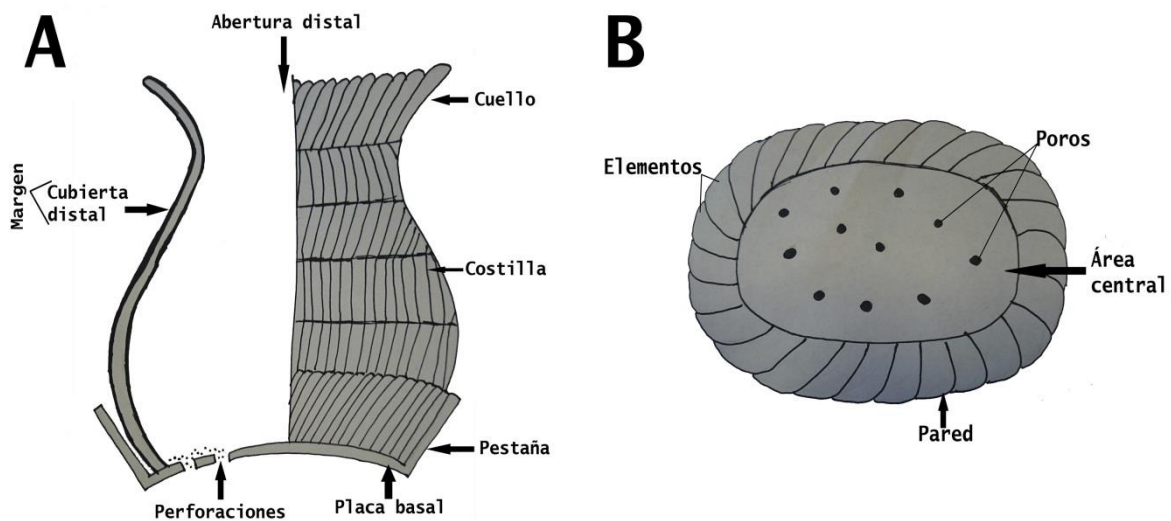 A
Abertura distal
Cuello
Margen
Cubierta
distal
Costilla
Pestaña
Perforaciones
Placa basal
B
Poros
Elementos
Área
central
Pared